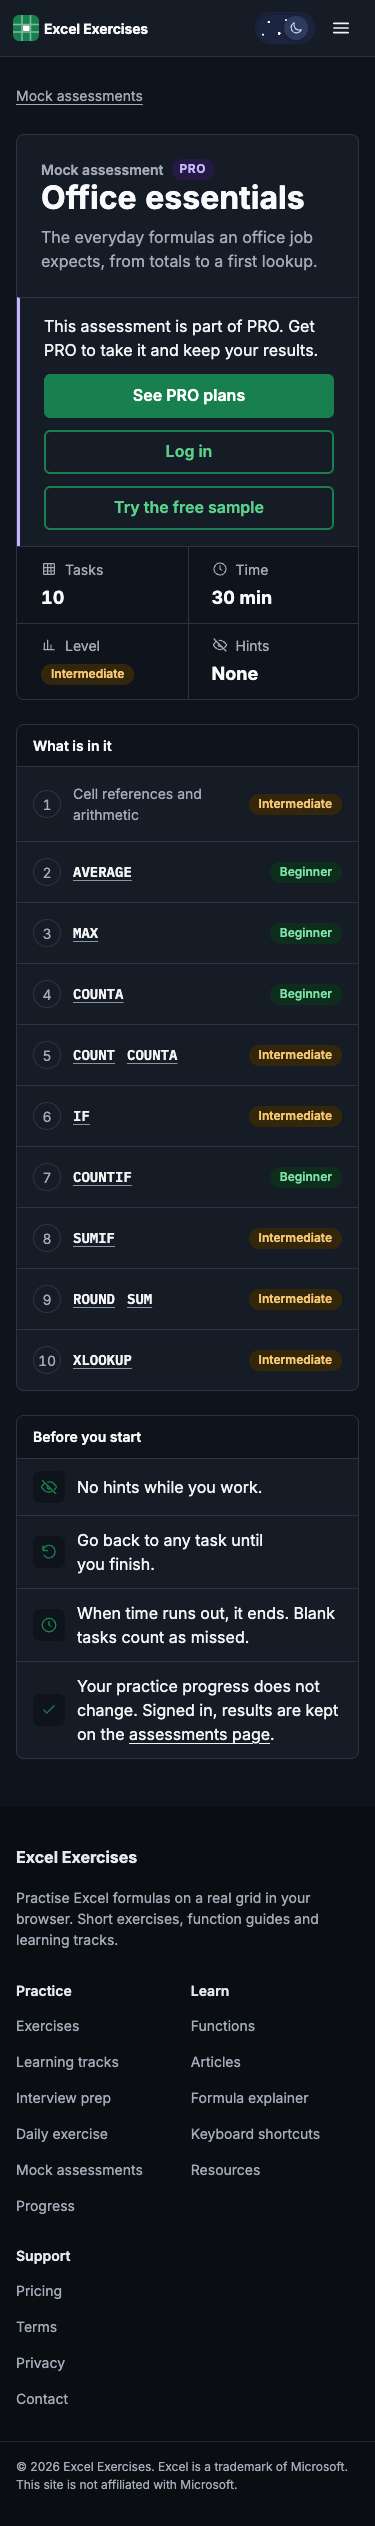 Excel Exercises
Mock assessments
Mock assessment PRO
Office essentials
The everyday formulas an office job
expects, from totals to a first lookup.
This assessment is part of PRO. Get
PRO to take it and keep your results.
See PRO plans
Log in
Try the free sample
Tasks
10
Time
30 min
Level
Intermediate
Hints
None
What is in it
1 Cell references and
arithmetic Intermediate
2 AVERAGE Beginner
3 MAX Beginner
4 COUNTA Beginner
5 COUNT COUNTA Intermediate
6 IF Intermediate
7 COUNTIF Beginner
8 SUMIF Intermediate
9 ROUND SUM Intermediate
10 XLOOKUP Intermediate
Before you start
No hints while you work.
Go back to any task until
you finish.
When time runs out, it ends. Blank
tasks count as missed.
Your practice progress does not
change. Signed in, results are kept
on the assessments page.
Excel Exercises
Practise Excel formulas on a real grid in your
browser. Short exercises, function guides and
learning tracks.
Practice
Exercises
Learning tracks
Interview prep
Daily exercise
Mock assessments
Progress
Learn
Functions
Articles
Formula explainer
Keyboard shortcuts
Resources
Support
Pricing
Terms
Privacy
Contact
© 2026 Excel Exercises. Excel is a trademark of Microsoft.
This site is not affiliated with Microsoft.